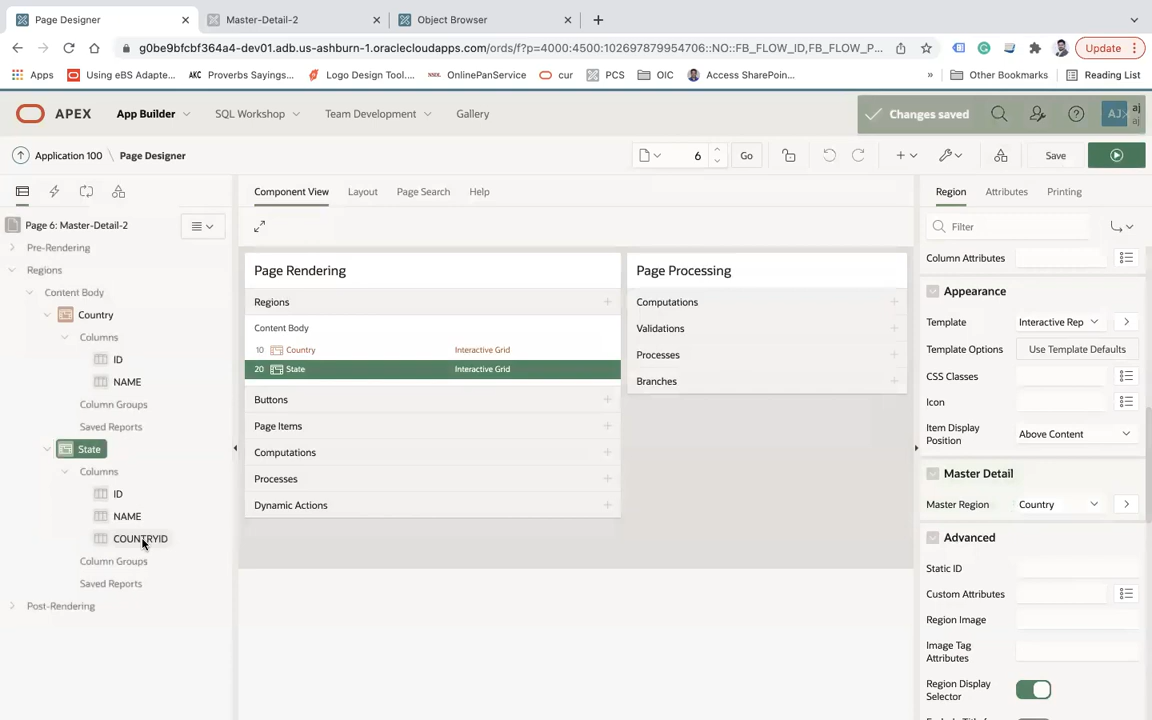 Page Designer
Master-Detail-2
Object Browser
g0be9bfcbf364a4-dev01.adb.us-ashburn-1.oraclecloudapps.com/ords/f?p=4000:4500:102697879954706::NO::FB_FLOW_ID,FB_FLOW_P...
Update
Apps
Using eBS Adapte...
AKC Proverbs Sayings...
Logo Design Tool....
NNL OnlinePanService
cur
PCS
OIC
Access SharePoin...
»
Other Bookmarks
Reading List
APEX
App Builder
SQL Workshop
Team Development
Gallery
Changes saved
AJ
aj
aj
Application 100
\ Page Designer
6
Go
Save
Component View
Layout
Page Search
Help
Region
Attributes
Printing
Page 6: Master-Detail-2
Filter
Pre-Rendering
Regions
Content Body
Country
Columns
ID
NAME
Column Groups
Saved Reports
State
Columns
ID
NAME
COUNTRYID
Column Groups
Saved Reports
Post-Rendering
Page Rendering
Regions
Content Body
10 Country Interactive Grid
20 State Interactive Grid
Buttons
Page Items
Computations
Processes
Dynamic Actions
Page Processing
Computations
Validations
Processes
Branches
Column Attributes
Appearance
Template
Interactive Rep
Template Options
Use Template Defaults
CSS Classes
Icon
Item Display
Position
Above Content
Master Detail
Master Region
Country
Advanced
Static ID
Custom Attributes
Region Image
Image Tag
Attributes
Region Display
Selector